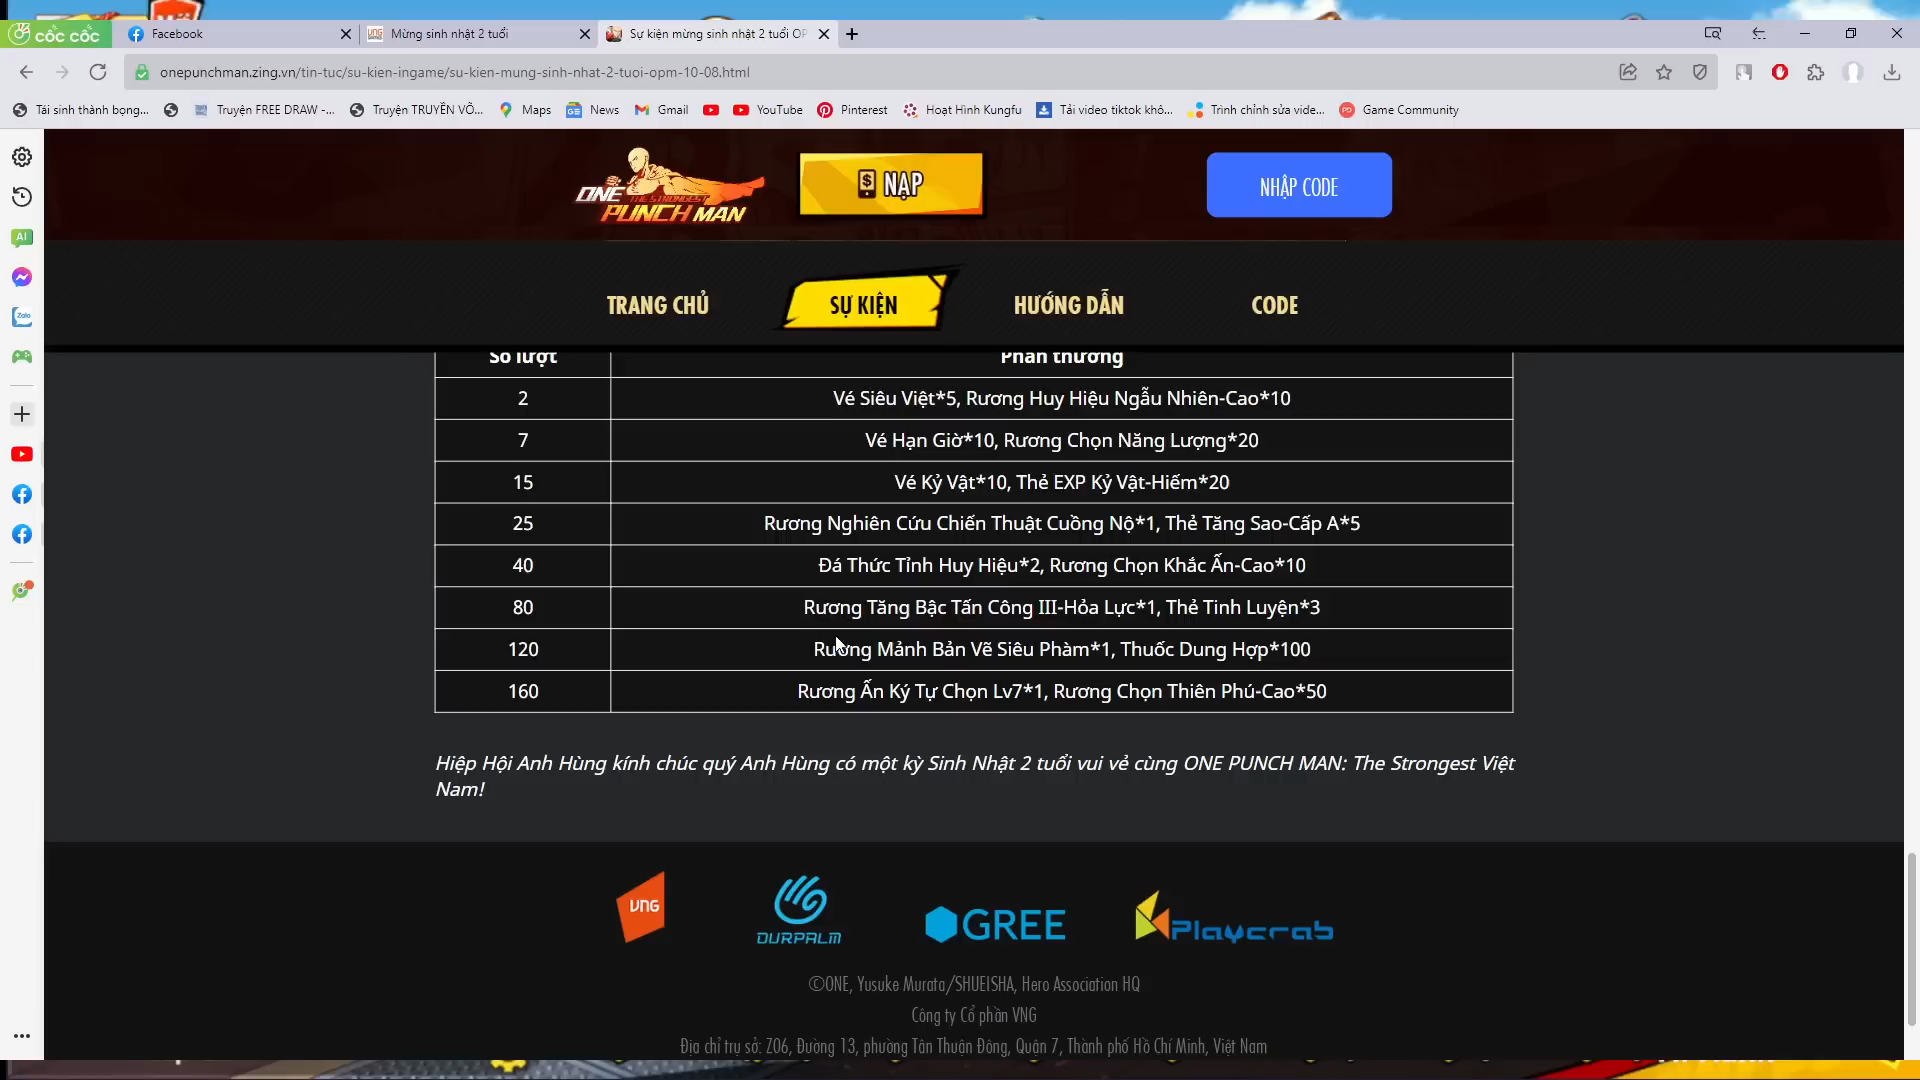 cốc cốc
Facebook
Mừng sinh nhật 2 tuổi
Sự kiện mừng sinh nhật 2 tuổi OP
onepunchman.zing.vn/tin-tuc/su-kien-ingame/su-kien-mung-sinh-nhat-2-tuoi-opm-10-08.html
Tái sinh thành bọng...
Truyện FREE DRAW -...
Truyện TRUYỀN VÕ...
Maps
News
Gmail
YouTube
Pinterest
Hoạt Hình Kungfu
Tải video tiktok khô...
Trình chỉnh sửa vide...
Game Community
AI
Zalo
ONE
THE STRONGEST
PUNCH MAN
NẠP
NHẬP CODE
TRANG CHỦ
SỰ KIỆN
HƯỚNG DẪN
CODE
Số lượt
Phần thưởng
2
Vé Siêu Việt*5, Rương Huy Hiệu Ngẫu Nhiên-Cao*10
7
Vé Hạn Giờ*10, Rương Chọn Năng Lượng*20
15
Vé Kỷ Vật*10, Thẻ EXP Kỷ Vật-Hiếm*20
25
Rương Nghiên Cứu Chiến Thuật Cuồng Nộ*1, Thẻ Tăng Sao-Cấp A*5
40
Đá Thức Tỉnh Huy Hiệu*2, Rương Chọn Khắc Ấn-Cao*10
80
Rương Tăng Bậc Tấn Công III-Hỏa Lực*1, Thẻ Tinh Luyện*3
120
Rương Mảnh Bản Vẽ Siêu Phàm*1, Thuốc Dung Hợp*100
160
Rương Ấn Ký Tự Chọn Lv7*1, Rương Chọn Thiên Phú-Cao*50
Hiệp Hội Anh Hùng kính chúc quý Anh Hùng có một kỳ Sinh Nhật 2 tuổi vui vẻ cùng ONE PUNCH MAN: The Strongest Việt
Nam!
VNG
OURPALM
GREE
Playcrab
©ONE, Yusuke Murata/SHUEISHA, Hero Association HQ
Công ty Cổ phần VNG
Địa chỉ trụ sở: Z06, Đường 13, phường Tân Thuận Đông, Quận 7, Thành phố Hồ Chí Minh, Việt Nam